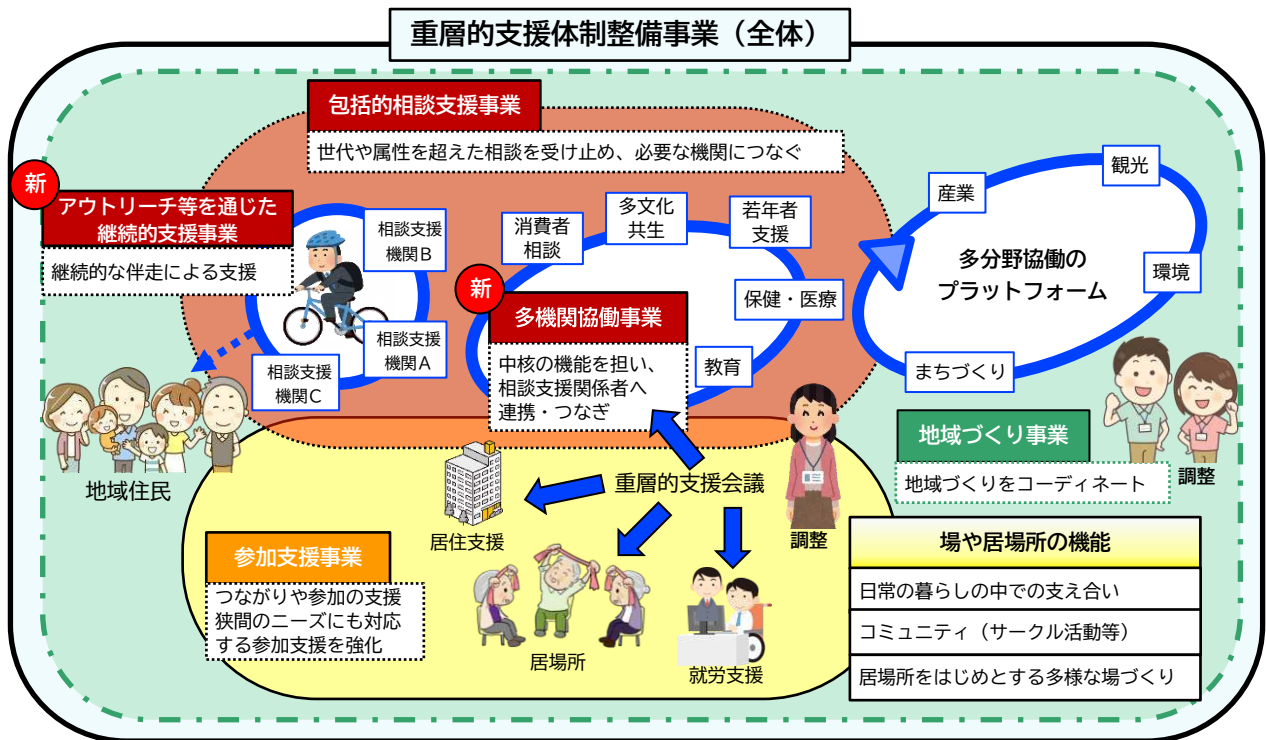 重層的支援体制整備事業（全体）
包括的相談支援事業
世代や属性を超えた相談を受け止め、必要な機関につなぐ
新
アウトリーチ等を通じた
継続的支援事業
継続的な伴走による支援
相談支援
機関B
相談支援
機関A
相談支援
機関C
地域住民
消費者
相談
多文化
共生
若年者
支援
保健・医療
教育
新
多機関協働事業
中核の機能を担い、
相談支援関係者へ
連携・つなぎ
産業
観光
環境
まちづくり
多分野協働の
プラットフォーム
地域づくり事業
地域づくりをコーディネート
調整
重層的支援会議
調整
居住支援
居場所
就労支援
参加支援事業
つながりや参加の支援
狭間のニーズにも対応
する参加支援を強化
場や居場所の機能
日常の暮らしの中での支え合い
コミュニティ（サークル活動等）
居場所をはじめとする多様な場づくり